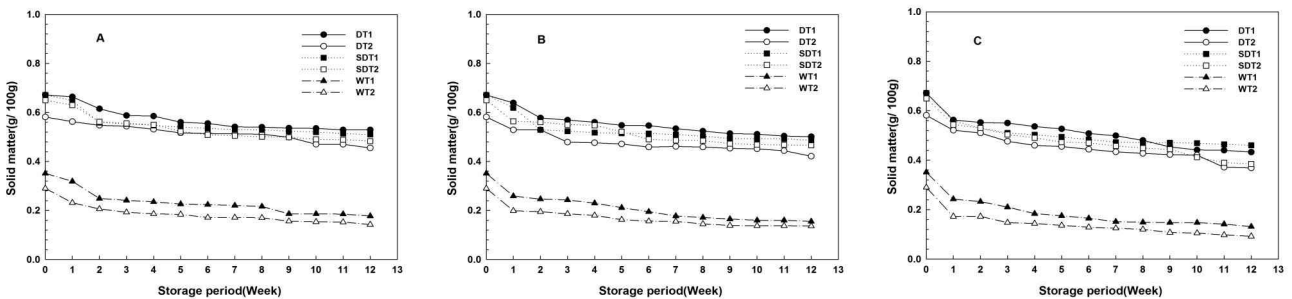 A
DT1
DT2
SDT1
SDT2
WT1
WT2
Solid matter(g/ 100g)
1.0
0.8
0.6
0.4
0.2
0.0
0 1 2 3 4 5 6 7 8 9 10 11 12 13
Storage period(Week)
B
DT1
DT2
SDT1
SDT2
WT1
WT2
Solid matter(g/ 100g)
1.0
0.8
0.6
0.4
0.2
0.0
0 1 2 3 4 5 6 7 8 9 10 11 12 13
Storage period(Week)
C
DT1
DT2
SDT1
SDT2
WT1
WT2
Solid matter(g/ 100g)
1.0
0.8
0.6
0.4
0.2
0.0
0 1 2 3 4 5 6 7 8 9 10 11 12 13
Storage period(Week)